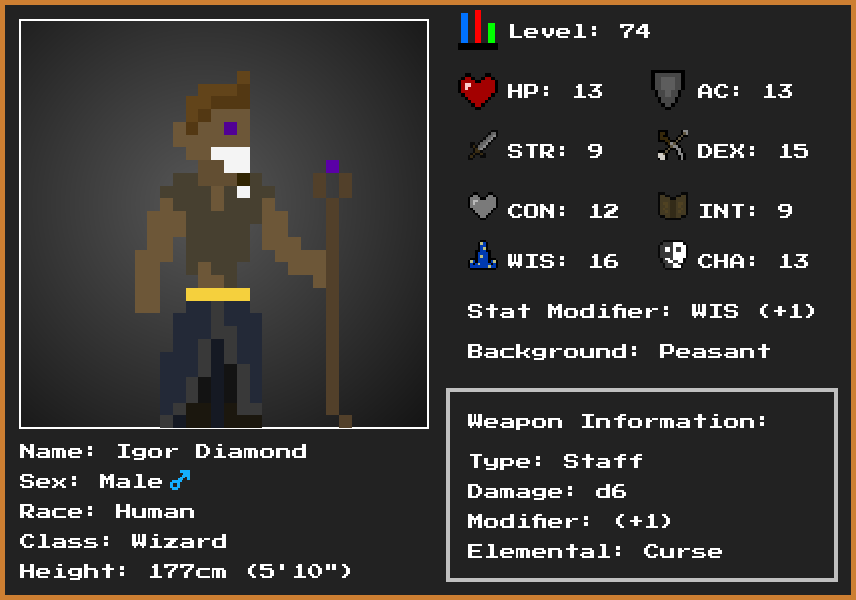 Level: 74
HP: 13 AC: 13
STR: 9 DEX: 15
CON: 12 INT: 9
WIS: 16 CHA: 13
Stat Modifier: WIS (+1)
Background: Peasant
Weapon Information:
Type: Staff
Damage: d6
Modifier: (+1)
Elemental: Curse
Name: Igor Diamond
Sex: Male♂
Race: Human
Class: Wizard
Height: 177cm (5'10")